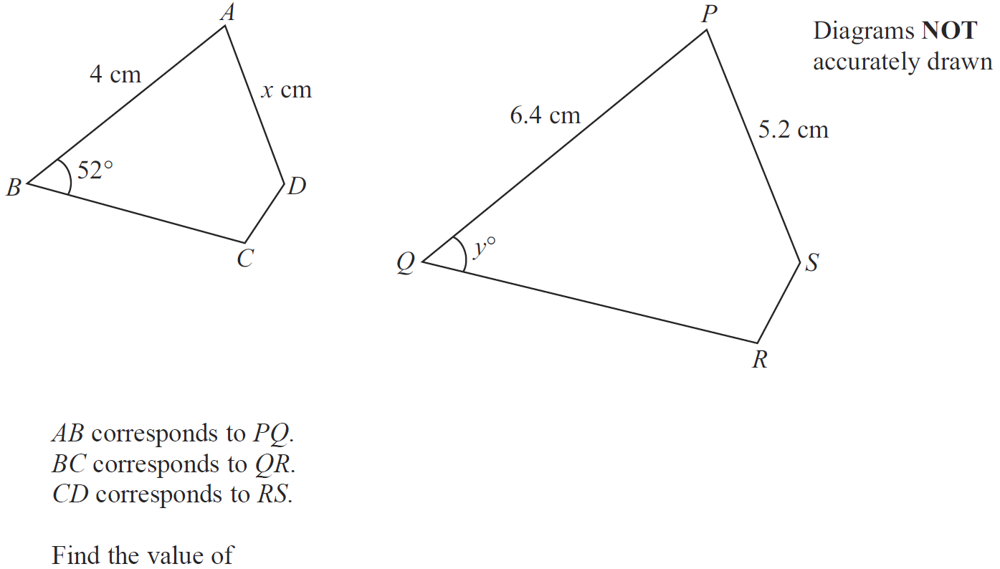 A
P
Diagrams NOT
accurately drawn
4 cm
x cm
6.4 cm
5.2 cm
52°
B
D
y°
C
Q
S
R
AB corresponds to PQ.
BC corresponds to QR.
CD corresponds to RS.
Find the value of